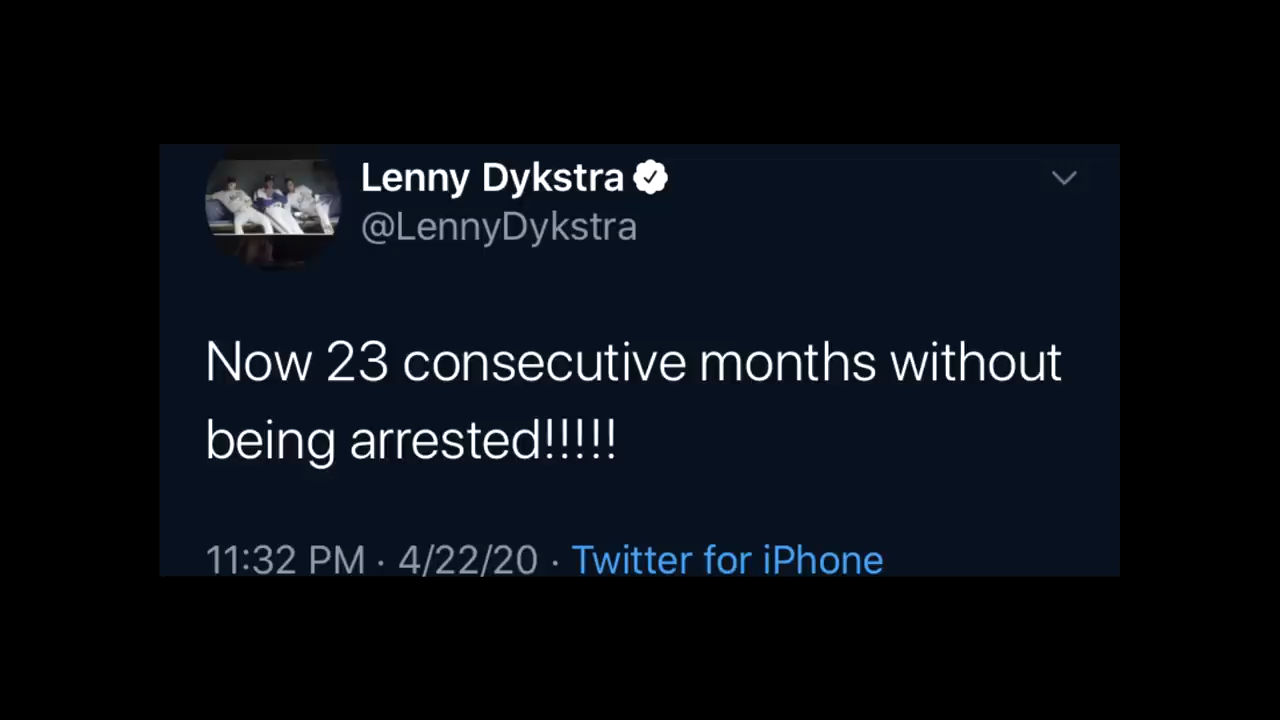 Lenny Dykstra
@LennyDykstra
Now 23 consecutive months without
being arrested!!!!!
11:32 PM · 4/22/20 · Twitter for iPhone